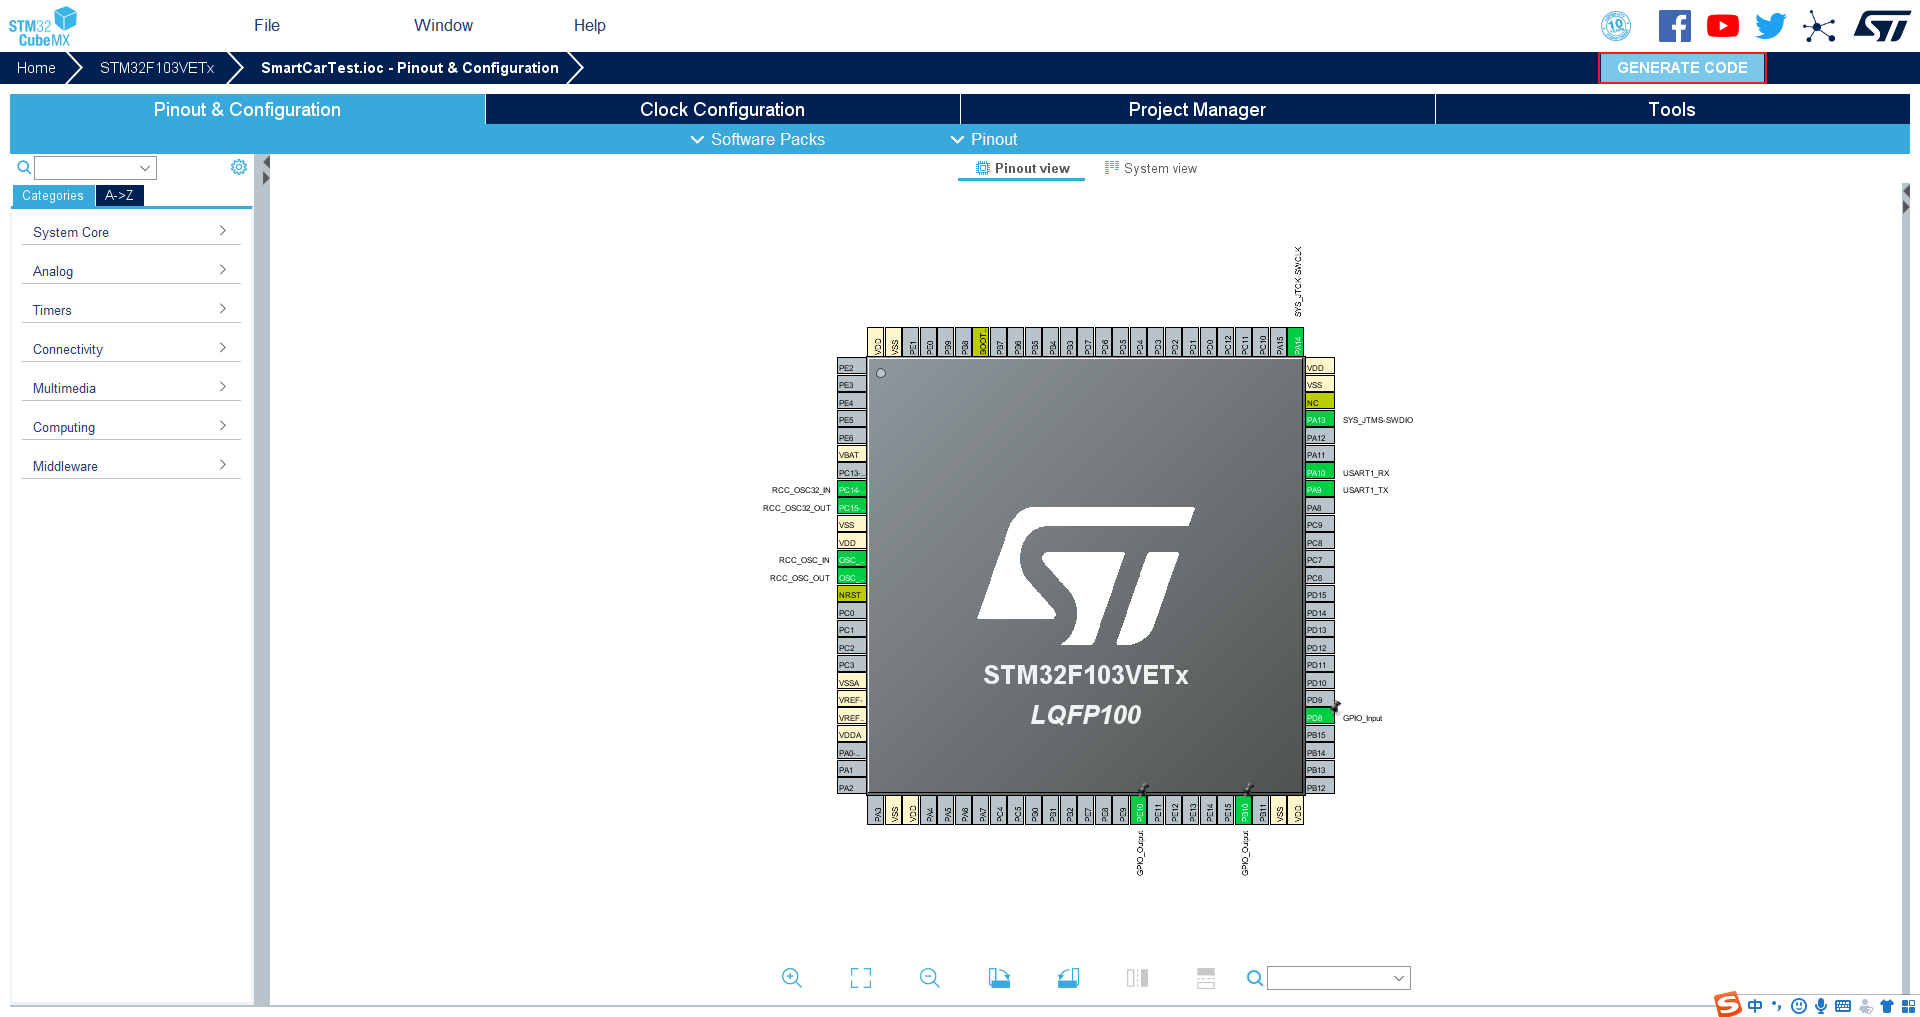 STM32
CubeMX
File
Window
Help
10
Home
STM32F103VETx
SmartCarTest.ioc - Pinout & Configuration
GENERATE CODE
Pinout & Configuration
Clock Configuration
Project Manager
Tools
Software Packs
Pinout
Pinout view
System view
Categories
A->Z
System Core
Analog
Timers
Connectivity
Multimedia
Computing
Middleware
SYS_JTCK-SWCLK
VDD
VSS
PE1
PE0
PB9
PB8
BOOT..
PB7
PB6
PB5
PB4
PB3
PD7
PD6
PD5
PD4
PD3
PD2
PD1
PD0
PC12
PC11
PC10
PA15
PA14
PE2
PE3
PE4
PE5
PE6
VBAT
PC13-..
RCC_OSC32_IN
PC14-..
RCC_OSC32_OUT
PC15-..
VSS
VDD
RCC_OSC_IN
OSC_..
RCC_OSC_OUT
OSC_..
NRST
PC0
PC1
PC2
PC3
VSSA
VREF-
VREF..
VDDA
PA0-..
PA1
PA2
ST
STM32F103VETx
LQFP100
VDD
VSS
NC
PA13
SYS_JTMS-SWDIO
PA12
PA11
PA10
USART1_RX
PA9
USART1_TX
PA8
PC9
PC8
PC7
PC6
PD15
PD14
PD13
PD12
PD11
PD10
PD9
PD8
GPIO_Input
PB15
PB14
PB13
PB12
PA3
VSS
VDD
PA4
PA5
PA6
PA7
PC4
PC5
PB0
PB1
PB2
PE7
PE8
PE9
PE10
PE11
PE12
PE13
PE14
PE15
PB10
PB11
VSS
VDD
GPIO_Output
GPIO_Output
中